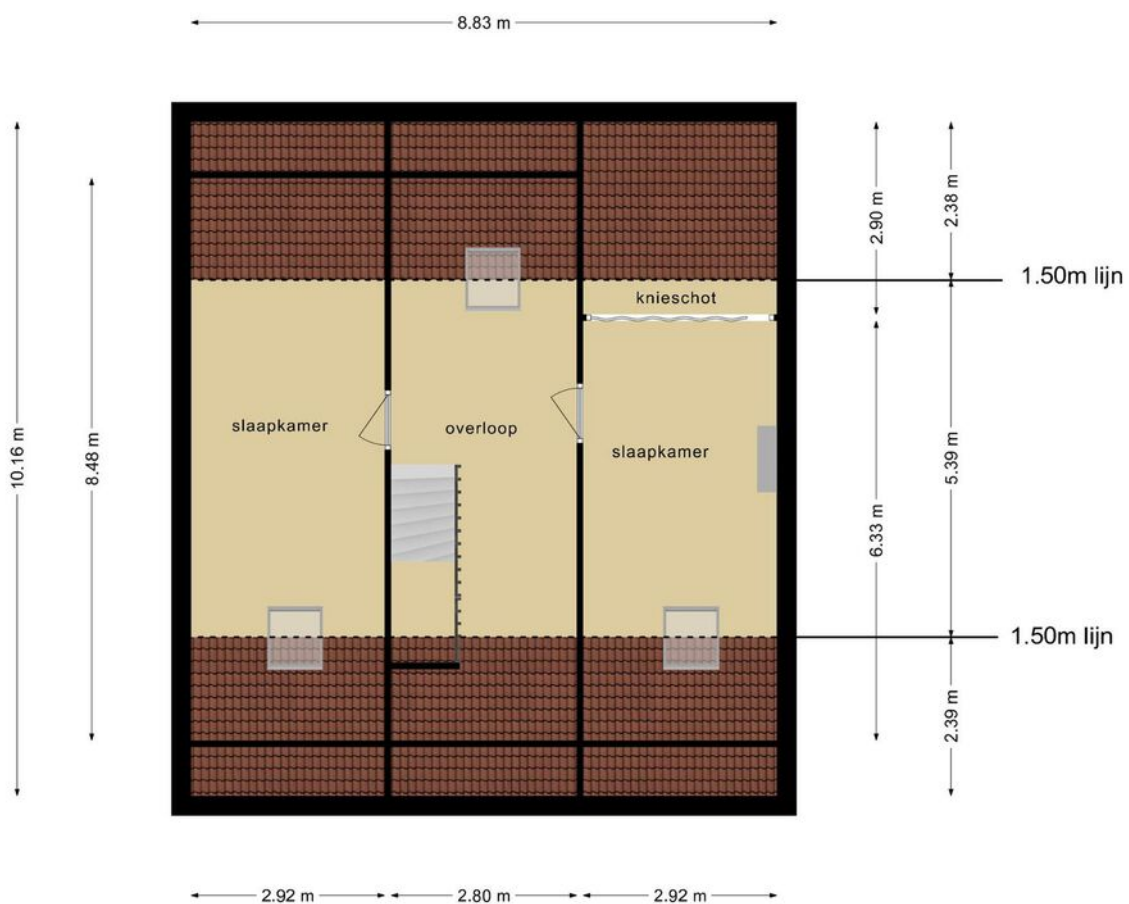 8.83 m
10.16 m
8.48 m
2.90 m
2.38 m
1.50m lijn
knieschot
slaapkamer
overloop
slaapkamer
5.39 m
6.33 m
1.50m lijn
2.39 m
2.92 m
2.80 m
2.92 m